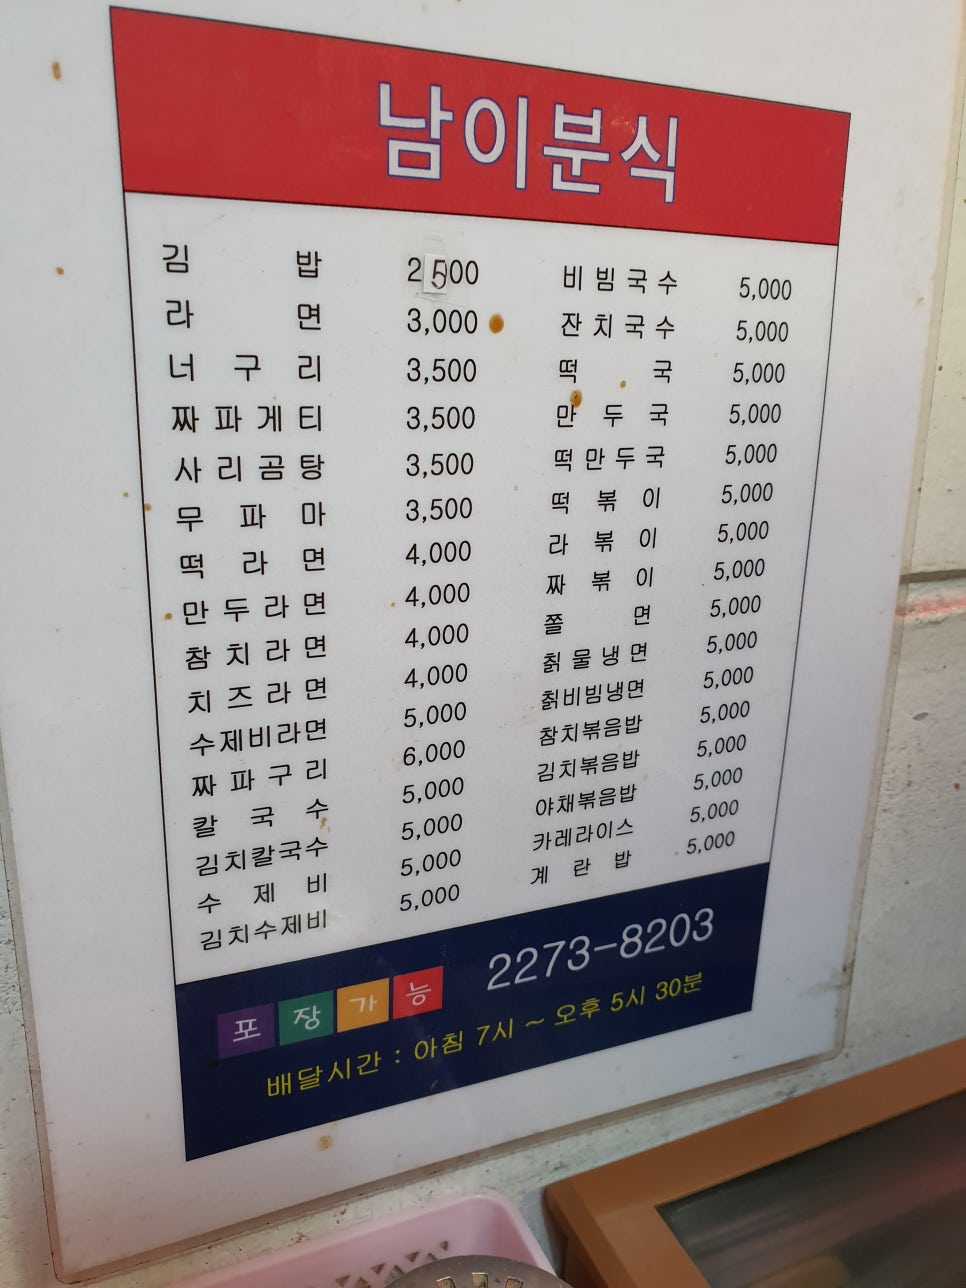 남이분식
김밥 2500
라면 3,000
너구리 3,500
짜파게티 3,500
사리곰탕 3,500
무파마 3,500
떡라면 4,000
만두라면 4,000
참치라면 4,000
치즈라면 4,000
수제비라면 5,000
짜파구리 6,000
칼국수 5,000
김치칼국수 5,000
수제비 5,000
김치수제비 5,000
비빔국수 5,000
잔치국수 5,000
떡국 5,000
만두국 5,000
떡만두국 5,000
떡볶이 5,000
라볶이 5,000
짜볶이 5,000
쫄면 5,000
칡물냉면 5,000
칡비빔냉면 5,000
참치볶음밥 5,000
김치볶음밥 5,000
야채볶음밥 5,000
카레라이스 5,000
계란밥 5,000
포장가능 2273-8203
배달시간 : 아침 7시 ~ 오후 5시 30분